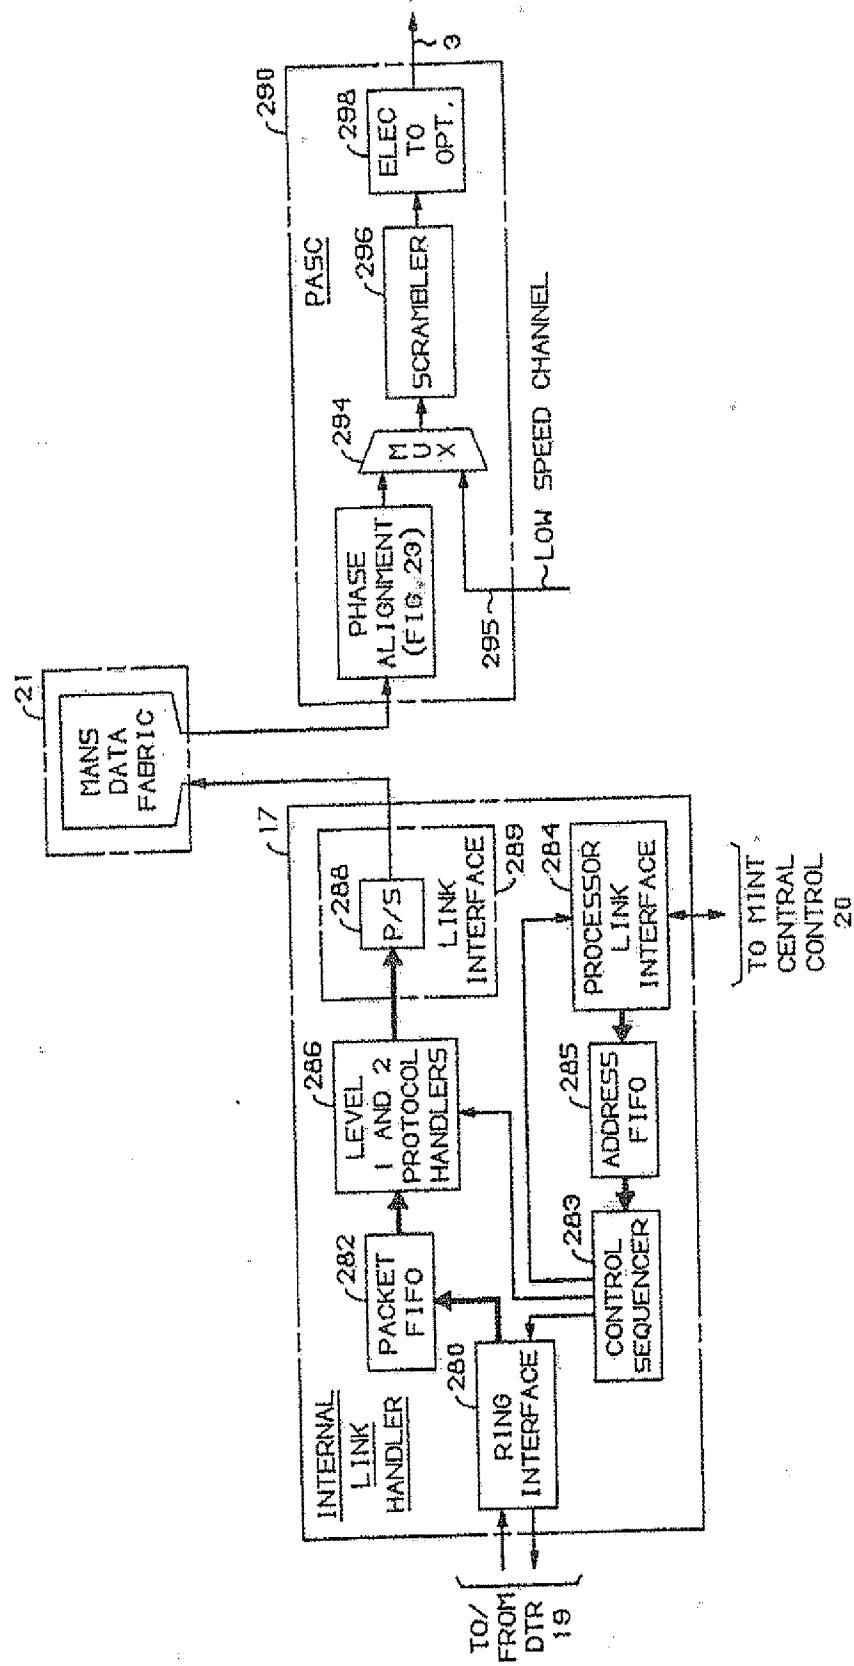 INTERNAL
LINK
HANDLER
17
PACKET
FIFO
282
LEVEL
1 AND 2
PROTOCOL
HANDLERS
286
P/S
288
LINK
INTERFACE
289
RING
INTERFACE
280
CONTROL
SEQUENCER
283
ADDRESS
FIFO
285
PROCESSOR
LINK
INTERFACE
284
TO/
FROM
DTR
19
TO MINT
CENTRAL
CONTROL
20
MANS
DATA
FABRIC
21
PASC
290
PHASE
ALIGNMENT
(FIG. 23)
MUX
294
295
LOW SPEED CHANNEL
SCRAMBLER
296
ELEC
TO
OPT.
298
3